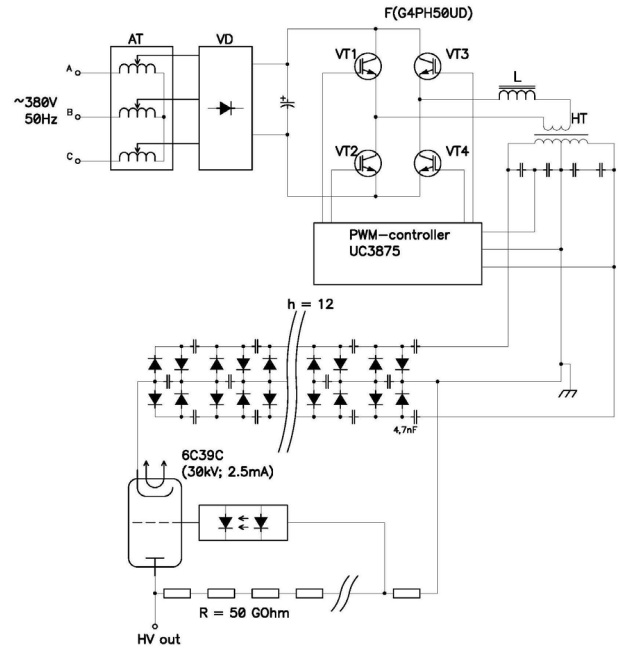 F(G4PH50UD)
AT
VD
VT1
VT3
A
L
~380V
50Hz
B
HT
VT2
VT4
C
PWM-controller
UC3875
h = 12
4,7nF
6C39C
(30kV; 2.5mA)
R = 50 GOhm
HV out